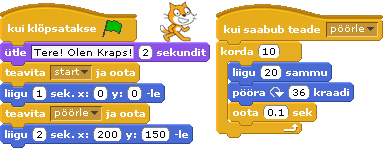 kui klõpsatakse
ütle Tere! Olen Kraps! 2 sekundit
teavita start ja oota
liigu 1 sek. x: 0 y: 0 -le
teavita pöörle ja oota
liigu 2 sek. x: 200 y: 150 -le
kui saabub teade pöörle
korda 10
liigu 20 sammu
pööra 36 kraadi
oota 0.1 sek